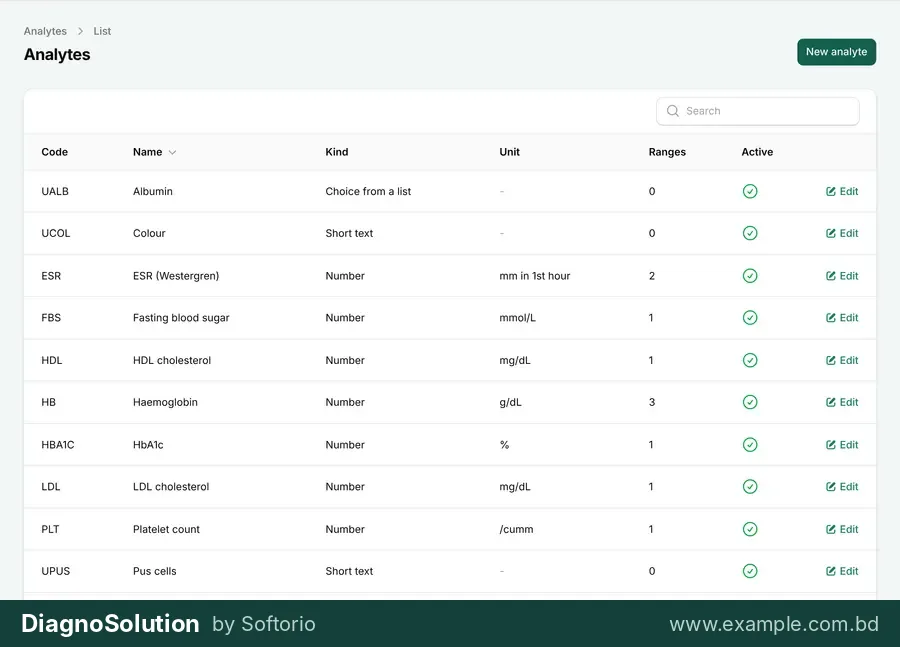 Analytes > List
Analytes
New analyte
Search
Code Name Kind Unit Ranges Active
UALB Albumin Choice from a list - 0 Edit
UCOL Colour Short text - 0 Edit
ESR ESR (Westergren) Number mm in 1st hour 2 Edit
FBS Fasting blood sugar Number mmol/L 1 Edit
HDL HDL cholesterol Number mg/dL 1 Edit
HB Haemoglobin Number g/dL 3 Edit
HBA1C HbA1c Number % 1 Edit
LDL LDL cholesterol Number mg/dL 1 Edit
PLT Platelet count Number /cumm 1 Edit
UPUS Pus cells Short text - 0 Edit
DiagnoSolution by Softorio www.example.com.bd